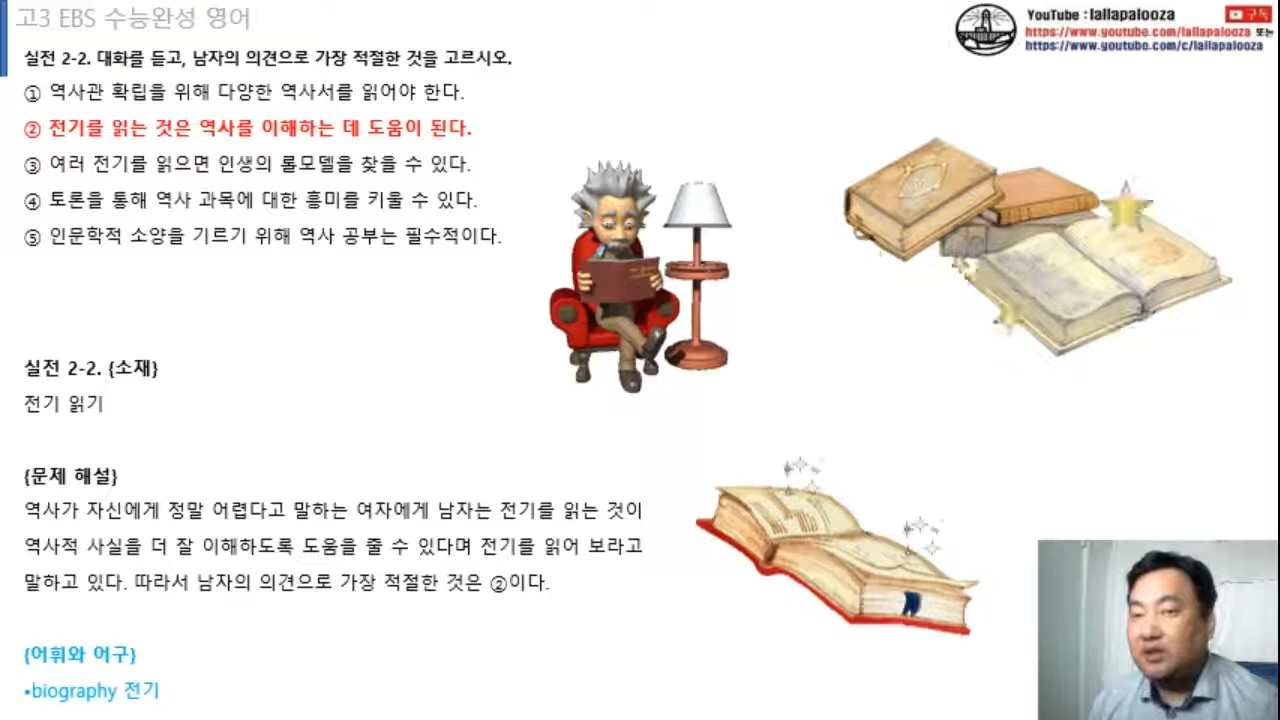 고3 EBS 수능완성 영어
YouTube : lallapalooza
구독
https://www.youtube.com/lallapalooza 또는
https://www.youtube.com/c/lallapalooza
실전 2-2. 대화를 듣고, 남자의 의견으로 가장 적절한 것을 고르시오.
① 역사관 확립을 위해 다양한 역사서를 읽어야 한다.
② 전기를 읽는 것은 역사를 이해하는 데 도움이 된다.
③ 여러 전기를 읽으면 인생의 롤모델을 찾을 수 있다.
④ 토론을 통해 역사 과목에 대한 흥미를 키울 수 있다.
⑤ 인문학적 소양을 기르기 위해 역사 공부는 필수적이다.
실전 2-2. {소재}
전기 읽기
{문제 해설}
역사가 자신에게 정말 어렵다고 말하는 여자에게 남자는 전기를 읽는 것이
역사적 사실을 더 잘 이해하도록 도움을 줄 수 있다며 전기를 읽어 보라고
말하고 있다. 따라서 남자의 의견으로 가장 적절한 것은 ②이다.
{어휘와 어구}
•biography 전기